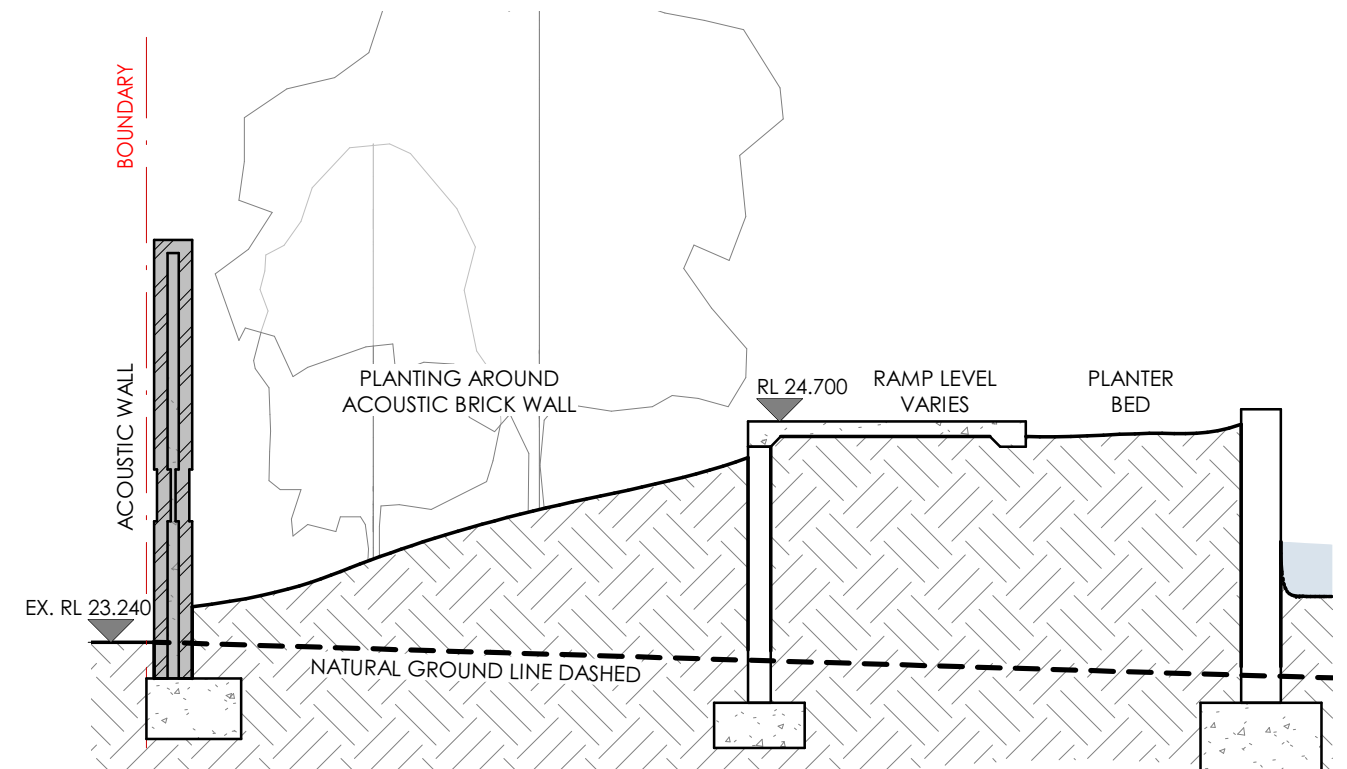 BOUNDARY
ACOUSTIC WALL
PLANTING AROUND
ACOUSTIC BRICK WALL
RL 24.700
RAMP LEVEL
VARIES
PLANTER
BED
EX. RL 23.240
NATURAL GROUND LINE DASHED